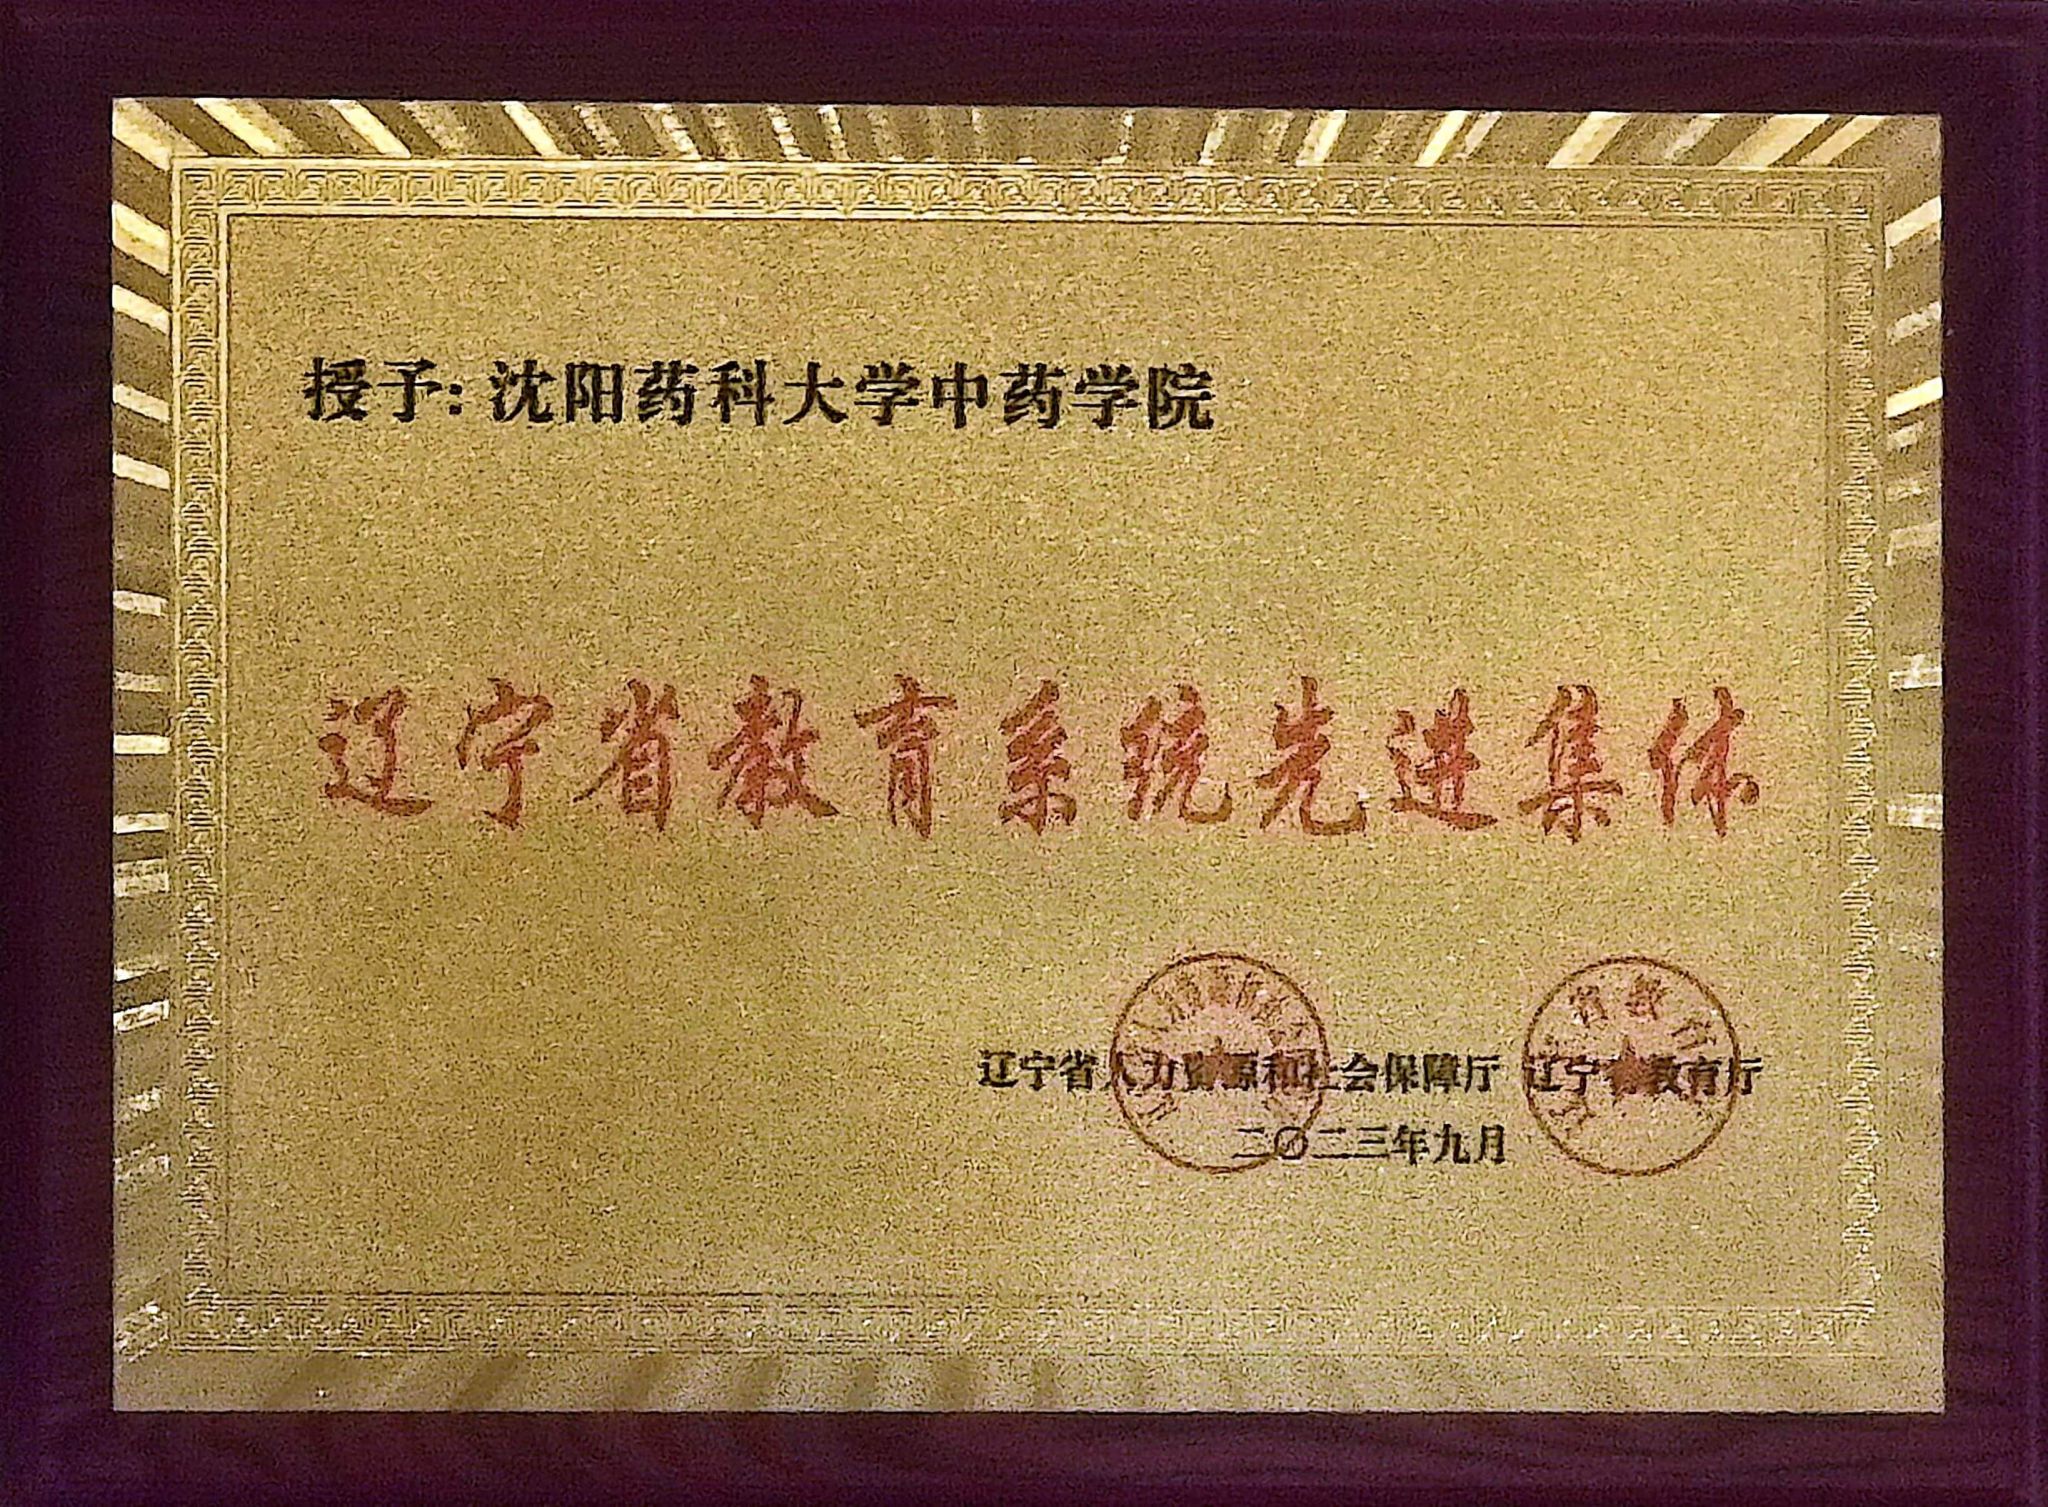 授予:沈阳药科大学中药学院
辽宁省教育系统先进集体
辽宁省人力资源和社会保障厅 辽宁省教育厅
二〇二三年九月